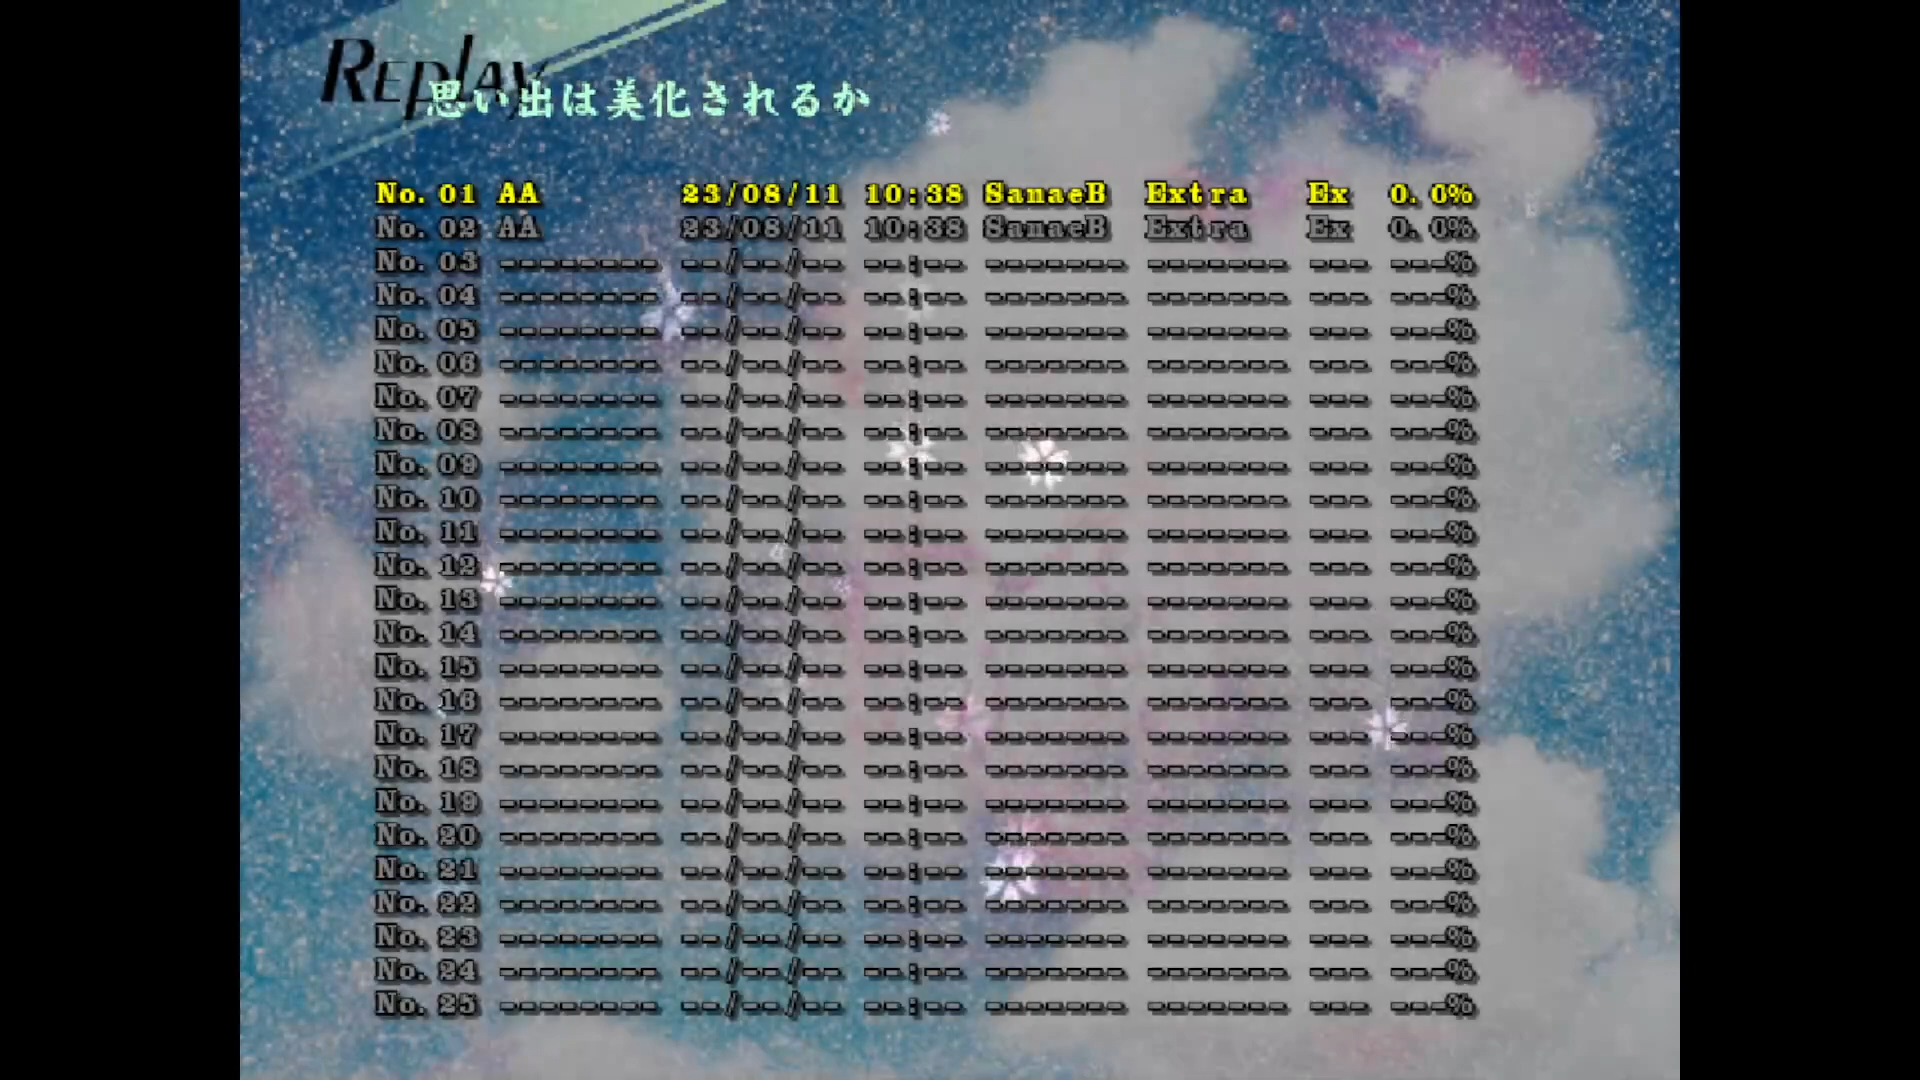 Replay
思い出は美化されるか
No. 01 AA 23/08/11 10:38 SanaeB Extra Ex 0.0%
No. 02 AA 23/08/11 10:38 SanaeB Extra Ex 0.0%
No. 03 -------- --/--/-- --:-- ------- ------- --- ---%
No. 04 -------- --/--/-- --:-- ------- ------- --- ---%
No. 05 -------- --/--/-- --:-- ------- ------- --- ---%
No. 06 -------- --/--/-- --:-- ------- ------- --- ---%
No. 07 -------- --/--/-- --:-- ------- ------- --- ---%
No. 08 -------- --/--/-- --:-- ------- ------- --- ---%
No. 09 -------- --/--/-- --:-- ------- ------- --- ---%
No. 10 -------- --/--/-- --:-- ------- ------- --- ---%
No. 11 -------- --/--/-- --:-- ------- ------- --- ---%
No. 12 -------- --/--/-- --:-- ------- ------- --- ---%
No. 13 -------- --/--/-- --:-- ------- ------- --- ---%
No. 14 -------- --/--/-- --:-- ------- ------- --- ---%
No. 15 -------- --/--/-- --:-- ------- ------- --- ---%
No. 16 -------- --/--/-- --:-- ------- ------- --- ---%
No. 17 -------- --/--/-- --:-- ------- ------- --- ---%
No. 18 -------- --/--/-- --:-- ------- ------- --- ---%
No. 19 -------- --/--/-- --:-- ------- ------- --- ---%
No. 20 -------- --/--/-- --:-- ------- ------- --- ---%
No. 21 -------- --/--/-- --:-- ------- ------- --- ---%
No. 22 -------- --/--/-- --:-- ------- ------- --- ---%
No. 23 -------- --/--/-- --:-- ------- ------- --- ---%
No. 24 -------- --/--/-- --:-- ------- ------- --- ---%
No. 25 -------- --/--/-- --:-- ------- ------- --- ---%